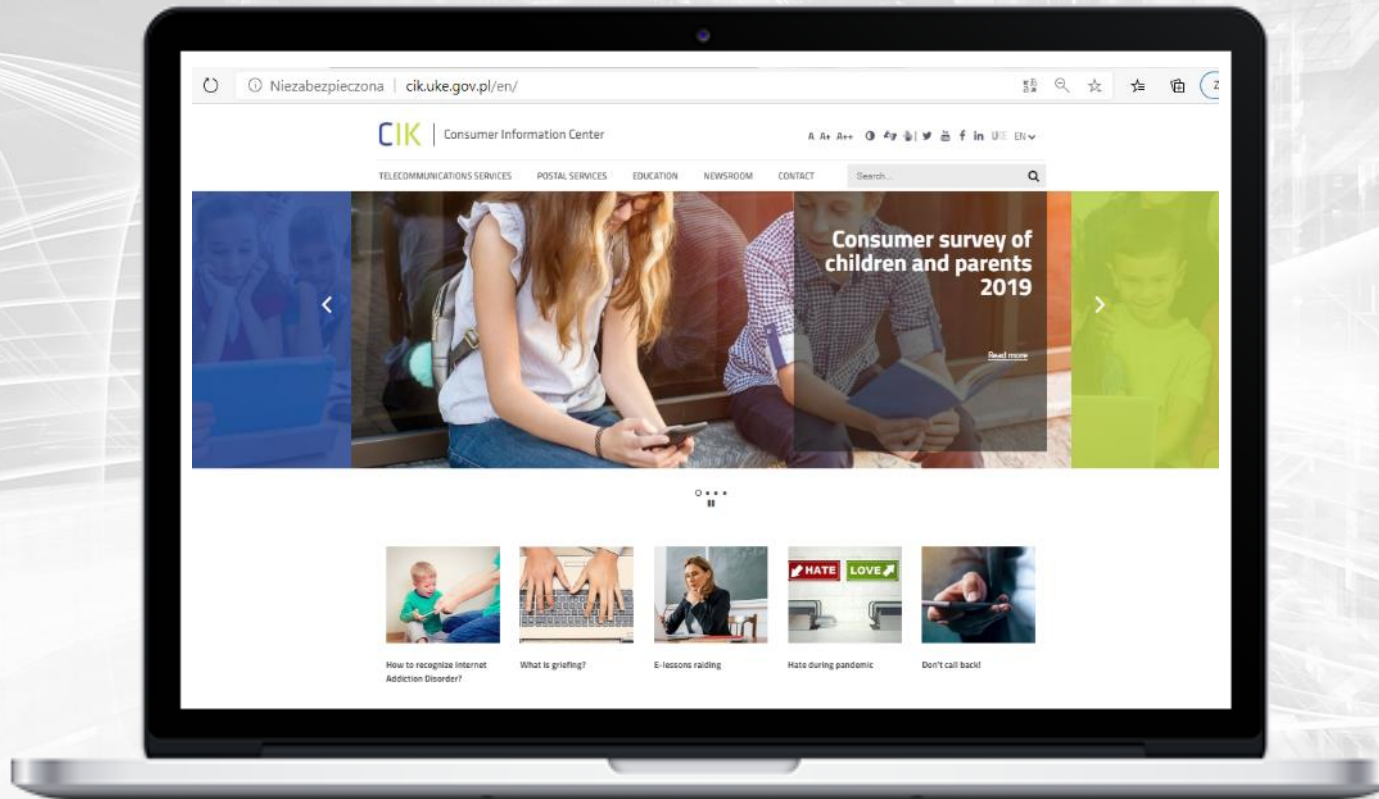 Niezabezpieczona | cik.uke.gov.pl/en/
CIK | Consumer Information Center
A A+ A++ UKE EN
TELECOMMUNICATIONS SERVICES POSTAL SERVICES EDUCATION NEWSROOM CONTACT Search...
Consumer survey of
children and parents
2019
Read more
HATE LOVE
How to recognize Internet
Addiction Disorder?
What is griefing?
E-lessons raiding
Hate during pandemic
Don't call back!